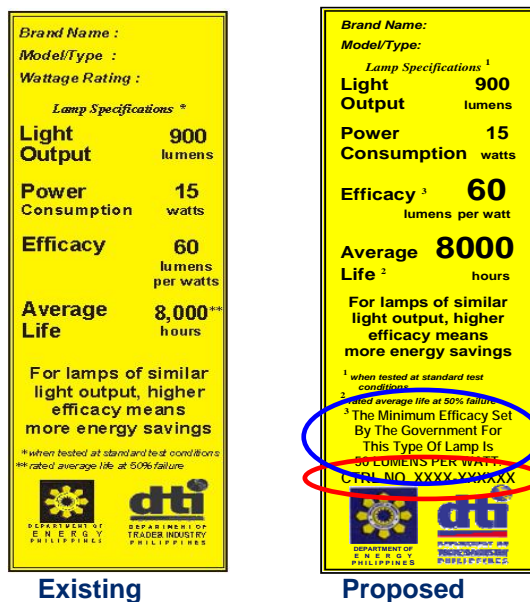 Brand Name :
Model/Type :
Wattage Rating :
Lamp Specifications *
Light 900
Output lumens
Power 15
Consumption watts
Efficacy 60
lumens
per watts
Average 8,000**
Life hours
For lamps of similar
light output, higher
efficacy means
more energy savings
*when tested at standard test conditions
**rated average life at 50% failure
DEPARTMENT OF
ENERGY
PHILIPPINES
dti
DEPARTMENT OF
TRADE& INDUSTRY
PHILIPPINES
Existing
Brand Name:
Model/Type:
Lamp Specifications 1
Light 900
Output lumens
Power 15
Consumption watts
Efficacy 3 60
lumens per watt
Average 8000
Life 2 hours
For lamps of similar
light output, higher
efficacy means
more energy savings
1 when tested at standard test
conditions
2 rated average life at 50% failure
3 The Minimum Efficacy Set
By The Government For
This Type Of Lamp Is
50 LUMENS PER WATT.
CTRL NO. XXXX-XXXXXX
DEPARTMENT OF
ENERGY
PHILIPPINES
dti
Proposed